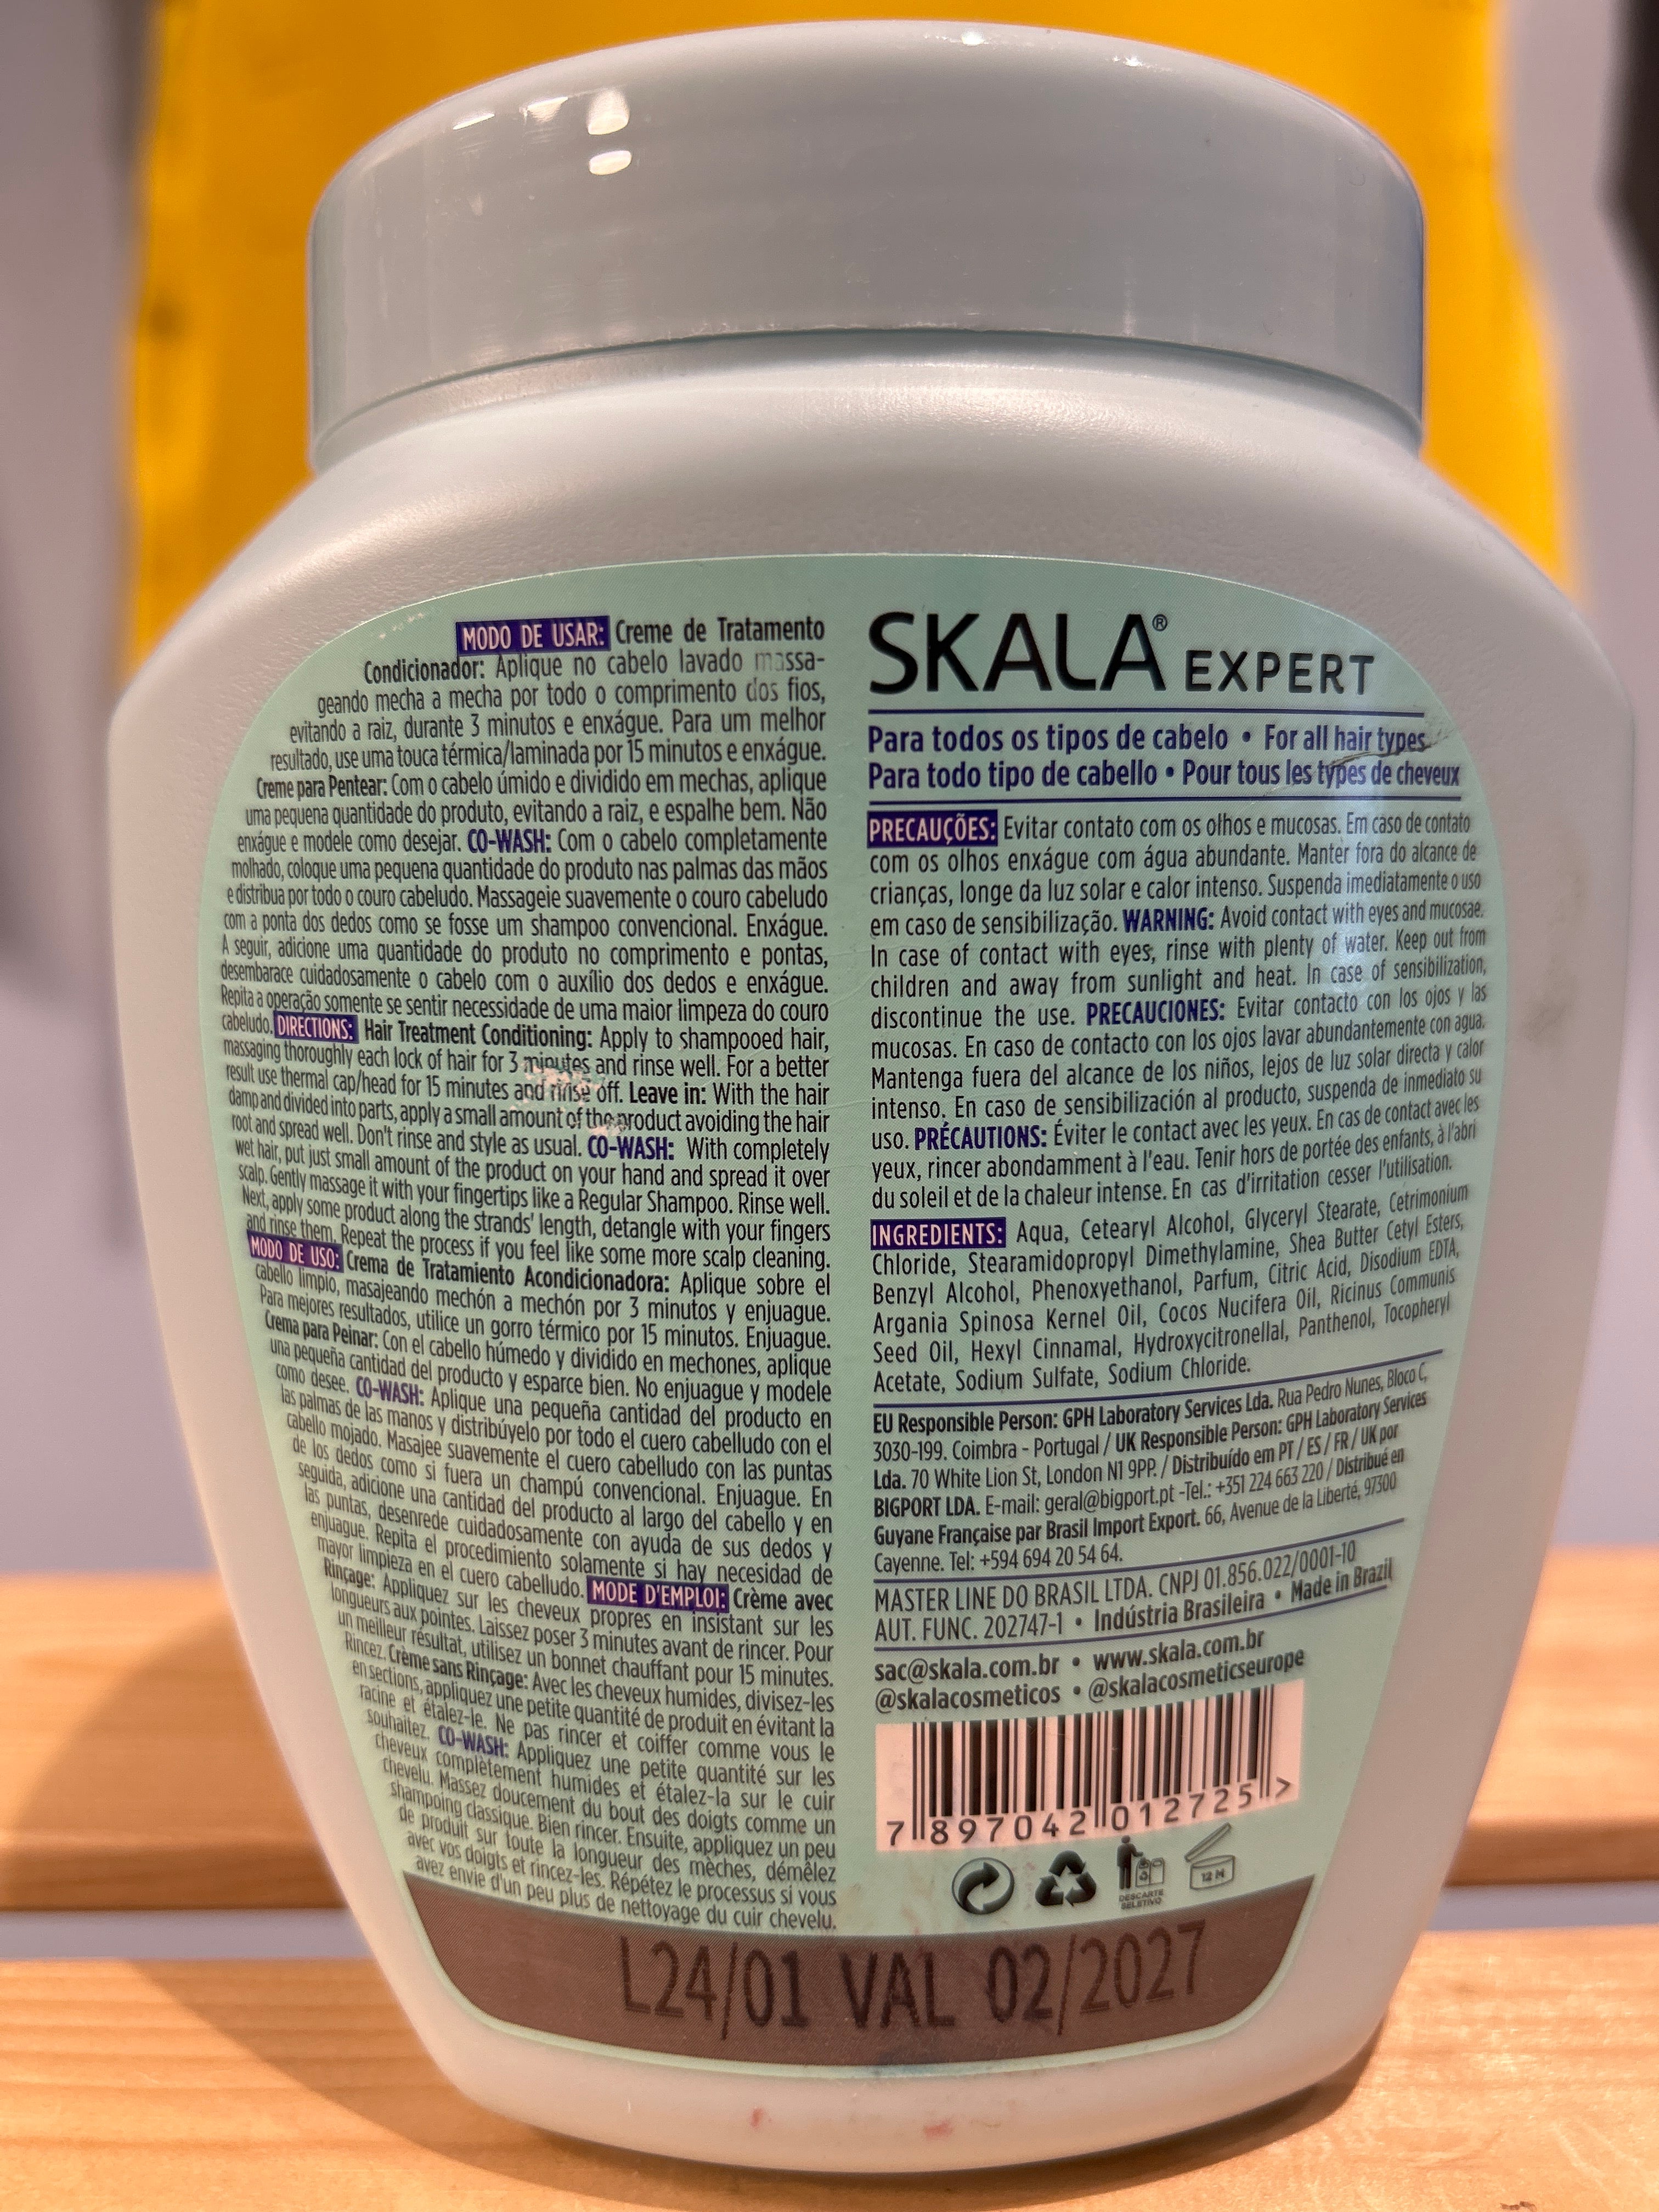 MODO DE USAR: Creme de Tratamento
Condicionador: Aplique no cabelo lavado massa-
geando mecha a mecha por todo o comprimento dos fios,
evitando a raiz, durante 3 minutos e enxágue. Para um melhor
resultado, use uma touca térmica/laminada por 15 minutos e enxágue.
Creme para Pentear: Com o cabelo úmido e dividido em mechas, aplique
uma pequena quantidade do produto, evitando a raiz, e espalhe bem. Não
enxágue e modele como desejar. CO-WASH: Com o cabelo completamente
molhado, coloque uma pequena quantidade do produto nas palmas das mãos
e distribua por todo o couro cabeludo. Massageie suavemente o couro cabeludo
com a ponta dos dedos como se fosse um shampoo convencional. Enxágue.
A seguir, adicione uma quantidade do produto no comprimento e pontas,
desembarace cuidadosamente o cabelo com o auxílio dos dedos e enxágue.
Repita a operação somente se sentir necessidade de uma maior limpeza do couro
cabeludo. DIRECTIONS: Hair Treatment Conditioning: Apply to shampooed hair,
massaging thoroughly each lock of hair for 3 minutes and rinse well. For a better
result use thermal cap/head for 15 minutes and rinse off. Leave in: With the hair
damp and divided into parts, apply a small amount of the product avoiding the hair
root and spread well. Don't rinse and style as usual. CO-WASH: With completely
wet hair, put just small amount of the product on your hand and spread it over
scalp. Gently massage it with your fingertips like a Regular Shampoo. Rinse well.
Next, apply some product along the strands' length, detangle with your fingers
and rinse them. Repeat the process if you feel like some more scalp cleaning.
MODO DE USO: Crema de Tratamiento Acondicionadora: Aplique sobre el
cabello limpio, masajeando mechón a mechón por 3 minutos y enjuague.
Para mejores resultados, utilice un gorro térmico por 15 minutos. Enjuague.
Crema para Peinar: Con el cabello húmedo y dividido en mechones, aplique
una pequeña cantidad del producto y esparce bien. No enjuague y modele
como desee. CO-WASH: Aplique una pequeña cantidad del producto en
las palmas de las manos y distribúyelo por todo el cuero cabelludo con el
cabello mojado. Masajee suavemente el cuero cabelludo con las puntas
de los dedos como si fuera un champú convencional. Enjuague. En
seguida, adicione una cantidad del producto al largo del cabello y en
las puntas, desenrede cuidadosamente con ayuda de sus dedos y
enjuague. Repita el procedimiento solamente si hay necesidad de
mayor limpieza en el cuero cabelludo. MODE D'EMPLOI: Crème avec
Rinçage: Appliquez sur les cheveux propres en insistant sur les
longueurs aux pointes. Laissez poser 3 minutes avant de rincer. Pour
un meilleur résultat, utilisez un bonnet chauffant pour 15 minutes.
Rincez. Crème sans Rinçage: Avec les cheveux humides, divisez-les
en sections, appliquez une petite quantité de produit en évitant la
racine et étalez-le. Ne pas rincer et coiffer comme vous le
souhaitez. CO-WASH: Appliquez une petite quantité sur les
cheveux complètement humides et étalez-la sur le cuir
chevelu. Massez doucement du bout des doigts comme un
shampoing classique. Bien rincer. Ensuite, appliquez un peu
de produit sur toute la longueur des mèches, démêlez
avec vos doigts et rincez-les. Répétez le processus si vous
avez envie d'un peu plus de nettoyage du cuir chevelu.
SKALA® EXPERT
Para todos os tipos de cabelo • For all hair types
Para todo tipo de cabello • Pour tous les types de cheveux
PRECAUÇÕES: Evitar contato com os olhos e mucosas. Em caso de contato
com os olhos enxágue com água abundante. Manter fora do alcance de
crianças, longe da luz solar e calor intenso. Suspenda imediatamente o uso
em caso de sensibilização. WARNING: Avoid contact with eyes and mucosae.
In case of contact with eyes, rinse with plenty of water. Keep out from
children and away from sunlight and heat. In case of sensibilization,
discontinue the use. PRECAUCIONES: Evitar contacto con los ojos y las
mucosas. En caso de contacto con los ojos lavar abundantemente con agua.
Mantenga fuera del alcance de los niños, lejos de luz solar directa y calor
intenso. En caso de sensibilización al producto, suspenda de inmediato su
uso. PRÉCAUTIONS: Éviter le contact avec les yeux. En cas de contact avec les
yeux, rincer abondamment à l'eau. Tenir hors de portée des enfants, à l'abri
du soleil et de la chaleur intense. En cas d'irritation cesser l'utilisation.
INGREDIENTS: Aqua, Cetearyl Alcohol, Glyceryl Stearate, Cetrimonium
Chloride, Stearamidopropyl Dimethylamine, Shea Butter Cetyl Esters,
Benzyl Alcohol, Phenoxyethanol, Parfum, Citric Acid, Disodium EDTA,
Argania Spinosa Kernel Oil, Cocos Nucifera Oil, Ricinus Communis
Seed Oil, Hexyl Cinnamal, Hydroxycitronellal, Panthenol, Tocopheryl
Acetate, Sodium Sulfate, Sodium Chloride.
EU Responsible Person: GPH Laboratory Services Lda. Rua Pedro Nunes, Bloco C,
3030-199. Coimbra - Portugal / UK Responsible Person: GPH Laboratory Services
Lda. 70 White Lion St, London N1 9PP. / Distribuído em PT / ES / FR / UK por
BIGPORT LDA. E-mail: geral@bigport.pt -Tel.: +351 224 663 220 / Distribué en
Guyane Française par Brasil Import Export. 66, Avenue de la Liberté, 97300
Cayenne. Tel: +594 694 20 54 64.
MASTER LINE DO BRASIL LTDA. CNPJ 01.856.022/0001-10
AUT. FUNC. 202747-1 • Indústria Brasileira • Made in Brazil
sac@skala.com.br • www.skala.com.br
@skalacosmeticos • @skalacosmeticseurope
7 897042 012725 >
DESCARTE
SELETIVO
12 M
L24/01 VAL 02/2027